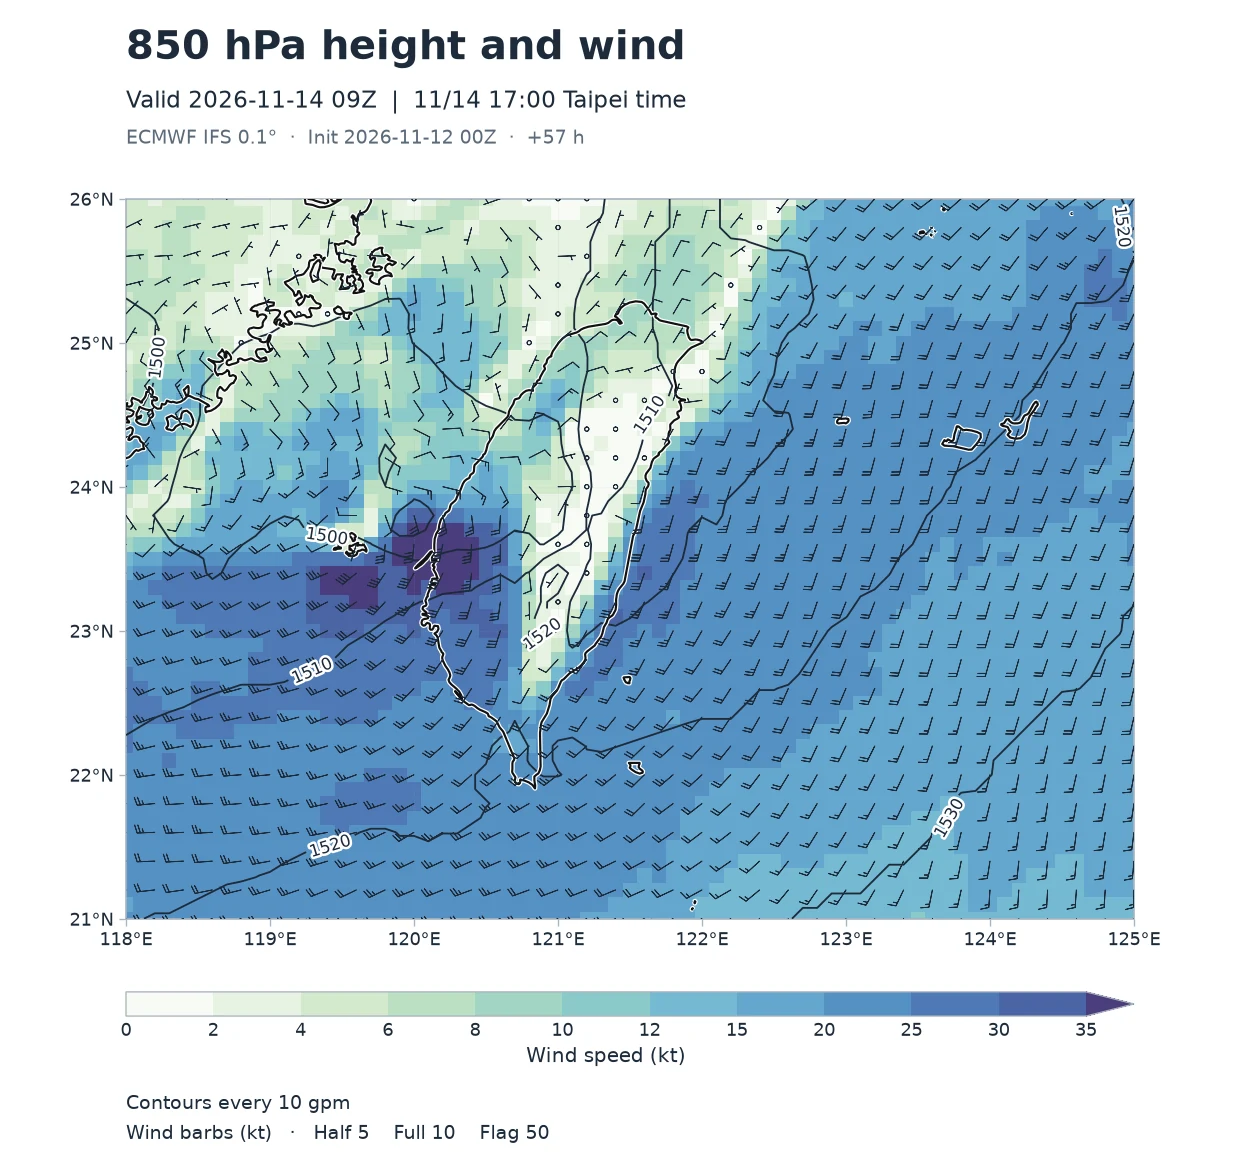 850 hPa height and wind
Valid 2026-11-14 09Z | 11/14 17:00 Taipei time
ECMWF IFS 0.1° · Init 2026-11-12 00Z · +57 h
26°N
25°N
24°N
23°N
22°N
21°N
1520
1500
1510
1500
1520
1510
1530
1520
118°E 119°E 120°E 121°E 122°E 123°E 124°E 125°E
0 2 4 6 8 10 12 15 20 25 30 35
Wind speed (kt)
Contours every 10 gpm
Wind barbs (kt) · Half 5 Full 10 Flag 50